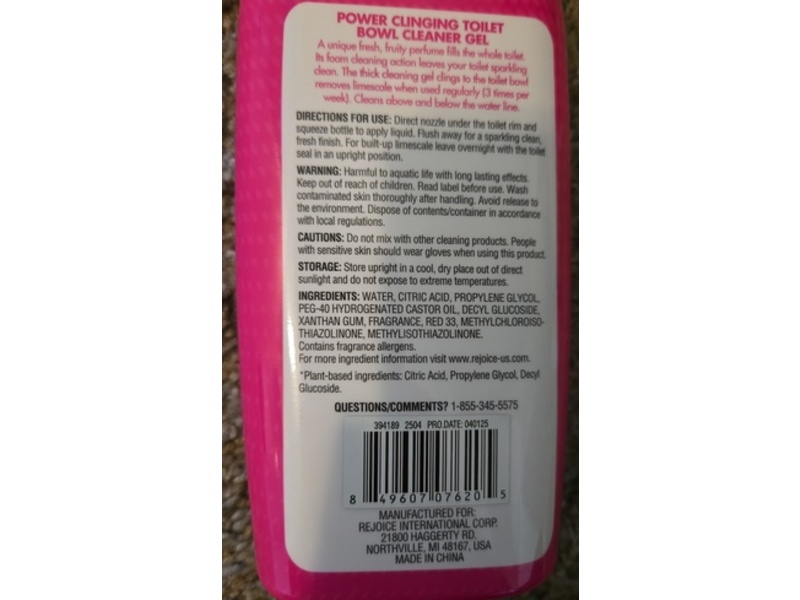 POWER CLINGING TOILET
BOWL CLEANER GEL
A unique fresh, fruity perfume fills the whole toilet.
Its foam cleaning action leaves your toilet sparkling
clean. The thick cleaning gel clings to the toilet bowl
removes limescale when used regularly (3 times per
week). Cleans above and below the water line.
DIRECTIONS FOR USE: Direct nozzle under the toilet rim and
squeeze bottle to apply liquid. Flush away for a sparkling clean,
fresh finish. For built-up limescale leave overnight with the toilet
seal in an upright position.
WARNING: Harmful to aquatic life with long lasting effects.
Keep out of reach of children. Read label before use. Wash
contaminated skin thoroughly after handling. Avoid release to
the environment. Dispose of contents/container in accordance
with local regulations.
CAUTIONS: Do not mix with other cleaning products. People
with sensitive skin should wear gloves when using this product.
STORAGE: Store upright in a cool, dry place out of direct
sunlight and do not expose to extreme temperatures.
INGREDIENTS: WATER, CITRIC ACID, PROPYLENE GLYCOL,
PEG-40 HYDROGENATED CASTOR OIL, DECYL GLUCOSIDE,
XANTHAN GUM, FRAGRANCE, RED 33, METHYLCHLOROISO-
THIAZOLINONE, METHYLISOTHIAZOLINONE.
Contains fragrance allergens.
For more ingredient information visit www.rejoice-us.com.
*Plant-based ingredients: Citric Acid, Propylene Glycol, Decyl
Glucoside.
QUESTIONS/COMMENTS? 1-855-345-5575
394189 2504 PRO.DATE: 040125
8 49607 07620 5
MANUFACTURED FOR:
REJOICE INTERNATIONAL CORP.
21800 HAGGERTY RD.
NORTHVILLE, MI 48167, USA
MADE IN CHINA